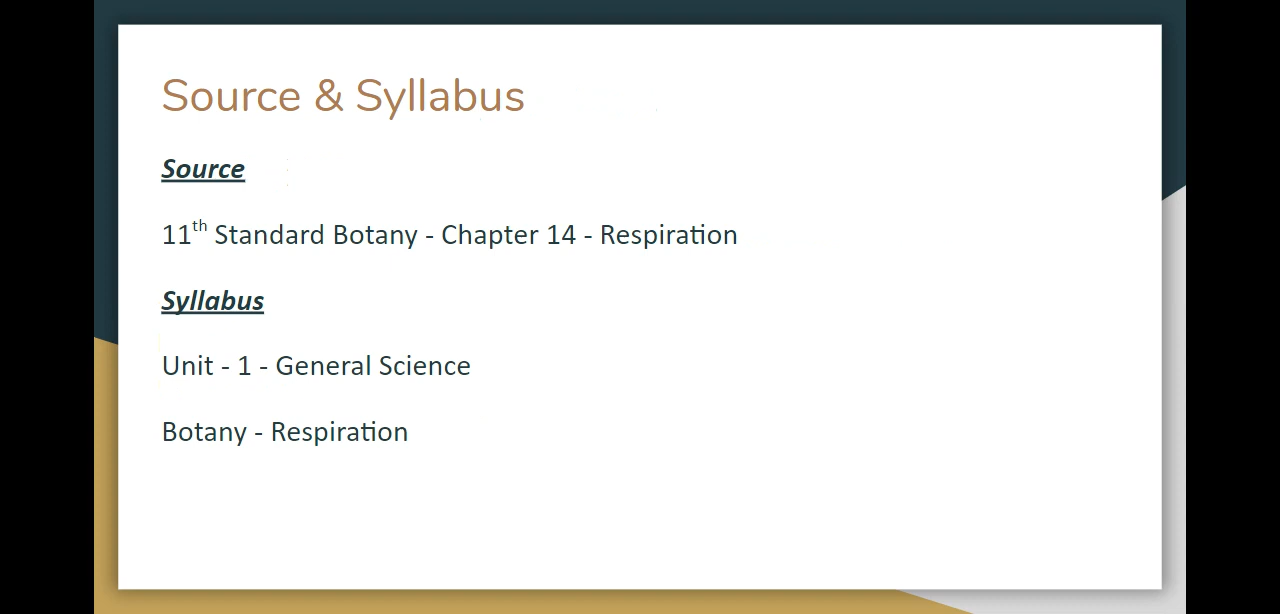 Source & Syllabus
Source
11th Standard Botany - Chapter 14 - Respiration
Syllabus
Unit - 1 - General Science
Botany - Respiration